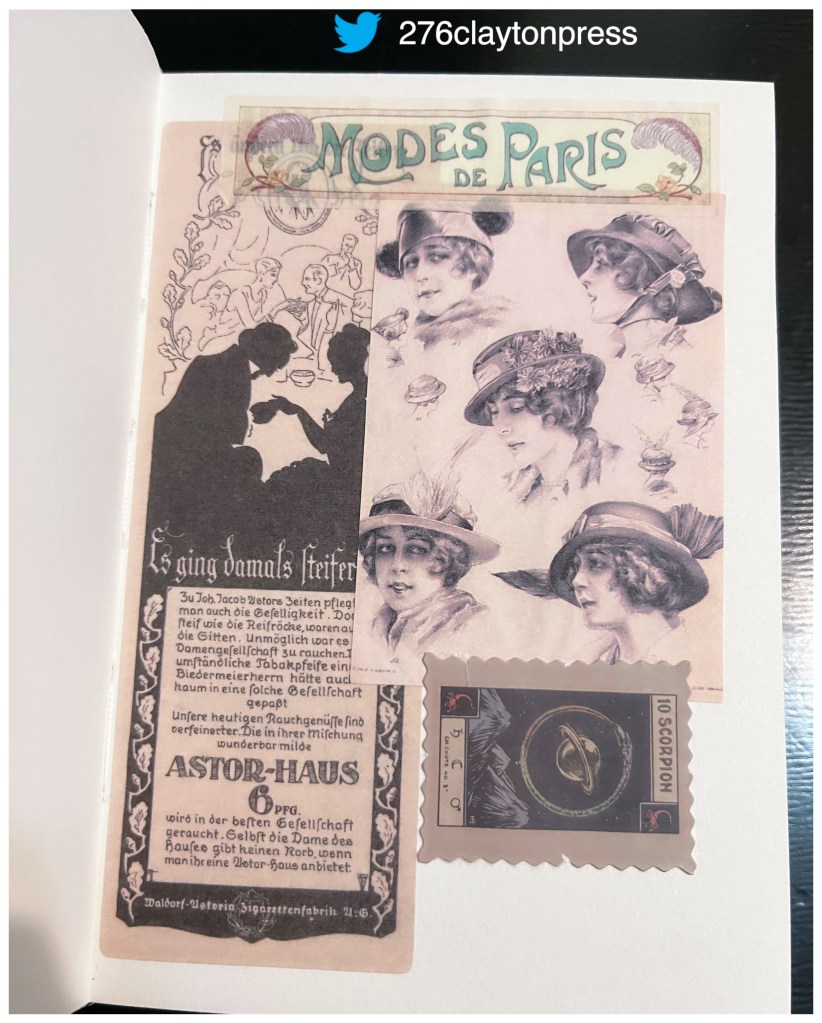 276claytonpress
MODES
DE PARIS
Es ging damals steifer
Zu Joh. Jacob Astors Zeiten pflegt
man auch die Geselligkeit. Do
steif wie die Reifröcke, waren au
die Sitten. Unmöglich war es
Damengesellschaft zu rauchen.
umständliche Tabakpfeife ein
Biedermeierherrn hätte auc
kaum in eine solche Gesellschaft
gepaßt
Unsere heutigen Rauchgenüsse sind
verfeinerter. Die in ihrer Mischung
wunderbar milde
ASTOR-HAUS
6 PFG.
wird in der besten Gesellschaft
geraucht. Selbst die Dame des
Hauses gibt keinen Korb, wenn
man ihr eine Astor-Haus anbietet.
Waldorf-Astoria Zigarettenfabrik A:G.
10 SCORPION